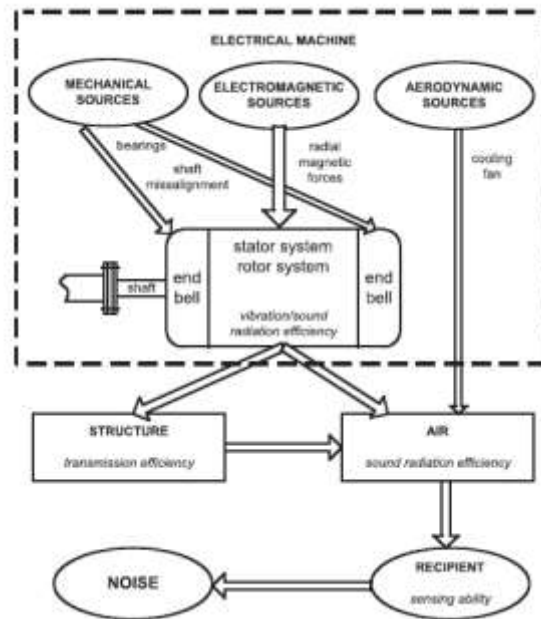 ELECTRICAL MACHINE
MECHANICAL
SOURCES
ELECTROMAGNETIC
SOURCES
AERODYNAMIC
SOURCES
bearings
shaft
missalignment
radial
magnetic
forces
cooling
fan
stator system
rotor system
end
bell
shaft
end
bell
vibration/sound
radiation efficiency
STRUCTURE
transmission efficiency
AIR
sound radiation efficiency
NOISE
RECIPIENT
sensing ability